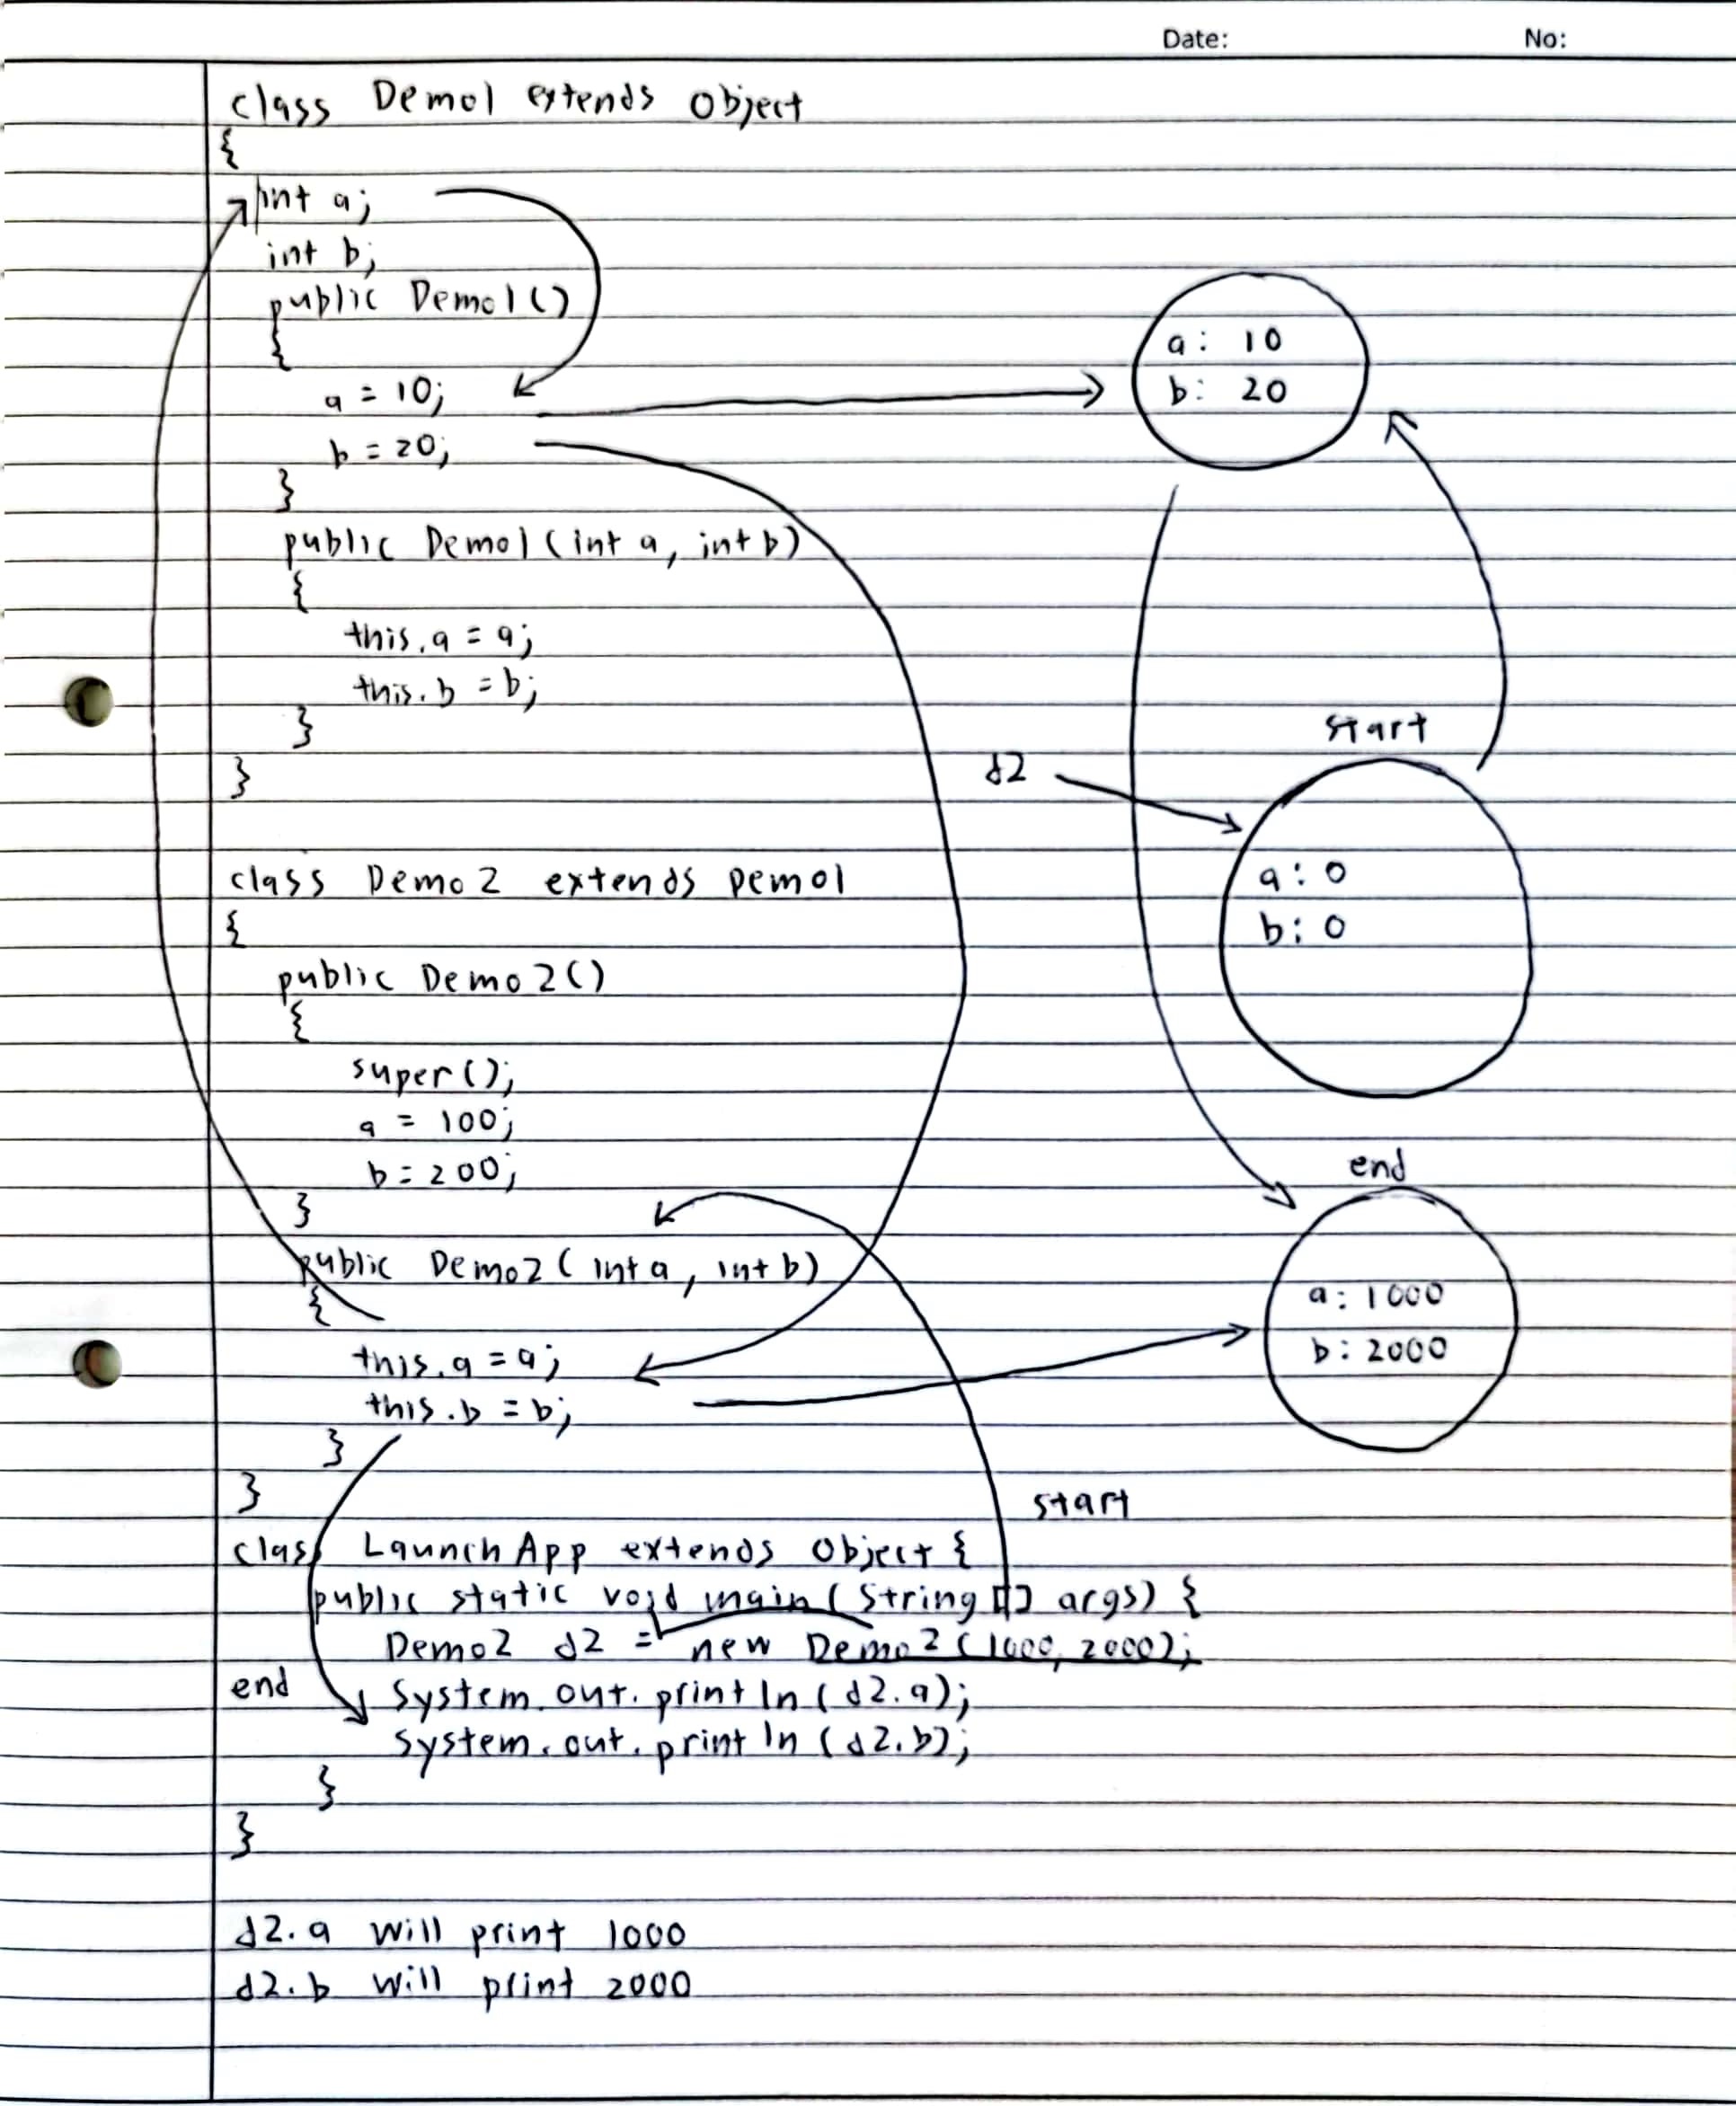 Date: No:
class Demo1 extends Object
{
int a;
int b;
public Demo1()
{
a = 10;
b = 20;
}
public Demo1(int a, int b)
{
this.a = a;
this.b = b;
}
}
class Demo2 extends Demo1
{
public Demo2()
{
super();
a = 100;
b = 200;
}
public Demo2(int a, int b)
{
this.a = a;
this.b = b;
}
}
class LaunchApp extends Object {
public static void main(String[] args) {
Demo2 d2 = new Demo2(1000, 2000);
end System.out.println(d2.a);
System.out.println(d2.b);
}
}
d2.a will print 1000
d2.b will print 2000
a: 10
b: 20
start
d2
a: 0
b: 0
end
a: 1000
b: 2000
start